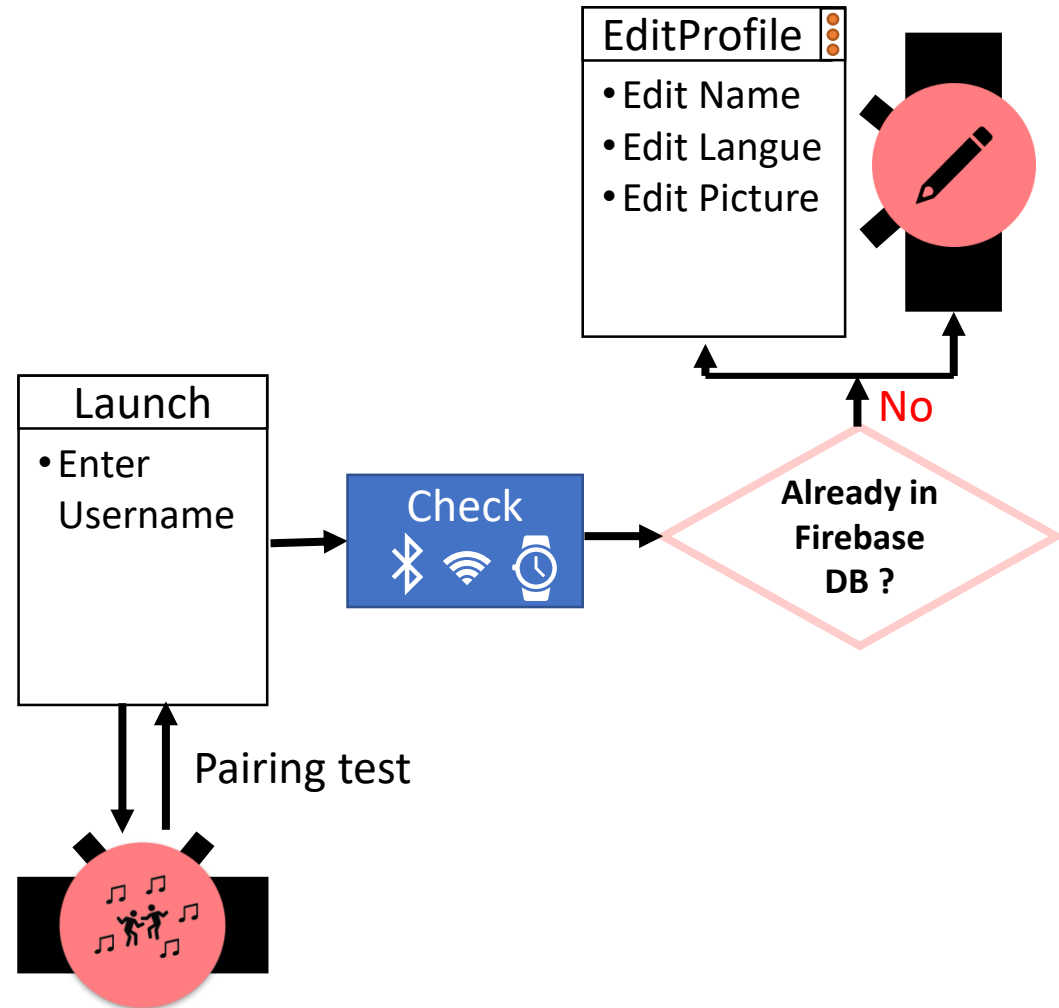 EditProfile
• Edit Name
• Edit Langue
• Edit Picture
No
Launch
• Enter
Username
Check
Already in
Firebase
DB ?
Pairing test